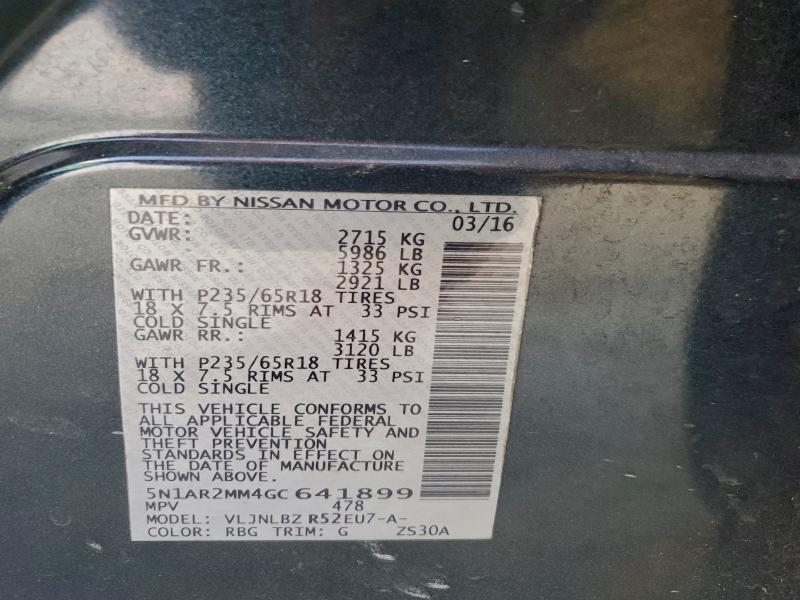 MFD BY NISSAN MOTOR CO., LTD.
DATE: 03/16
GVWR: 2715 KG
5986 LB
GAWR FR.: 1325 KG
2921 LB
WITH P235/65R18 TIRES
18 X 7.5 RIMS AT 33 PSI
COLD SINGLE
GAWR RR.: 1415 KG
3120 LB
WITH P235/65R18 TIRES
18 X 7.5 RIMS AT 33 PSI
COLD SINGLE
THIS VEHICLE CONFORMS TO
ALL APPLICABLE FEDERAL
MOTOR VEHICLE SAFETY AND
THEFT PREVENTION
STANDARDS IN EFFECT ON
THE DATE OF MANUFACTURE
SHOWN ABOVE.
5N1AR2MM4GC641899
MPV 478
MODEL: VLJNLBZ R52EU7-A-
COLOR: RBG TRIM: G ZS30A